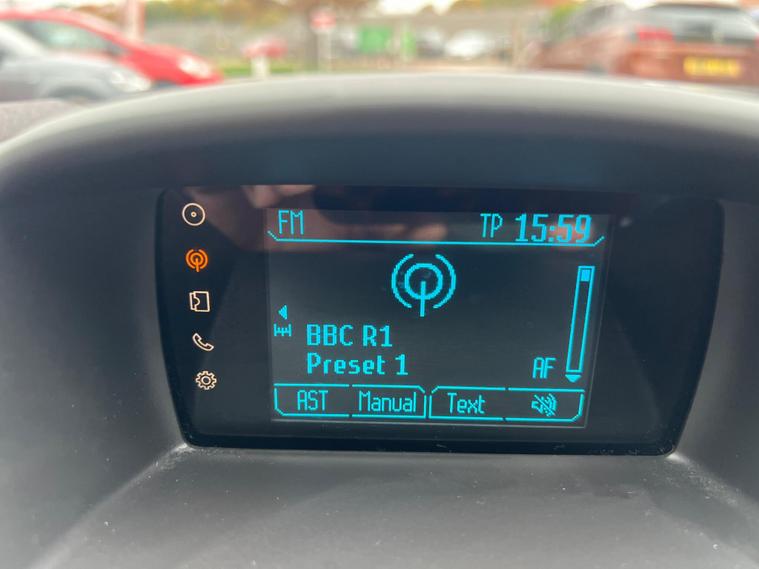 FM TP 15:59
BBC R1
Preset 1 AF
AST Manual Text